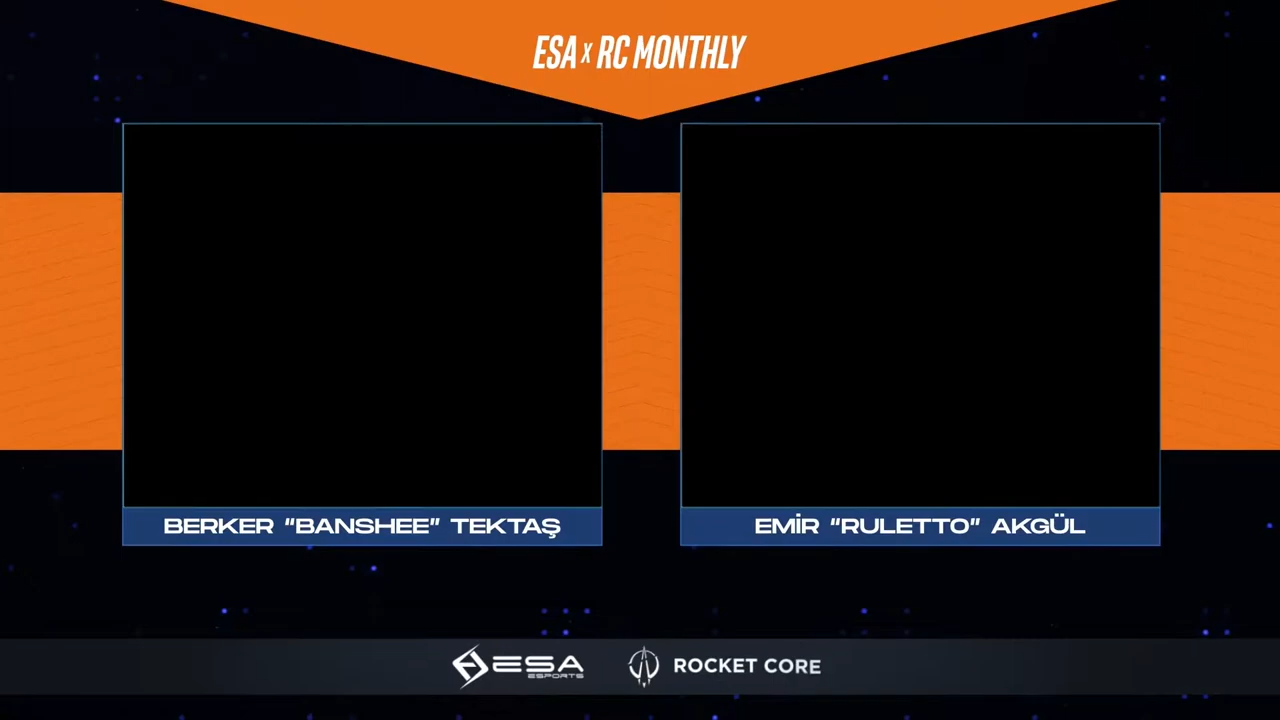 ESA x RC MONTHLY
BERKER "BANSHEE" TEKTAŞ
EMİR "RULETTO" AKGÜL
ESA
ESPORTS
ROCKET CORE